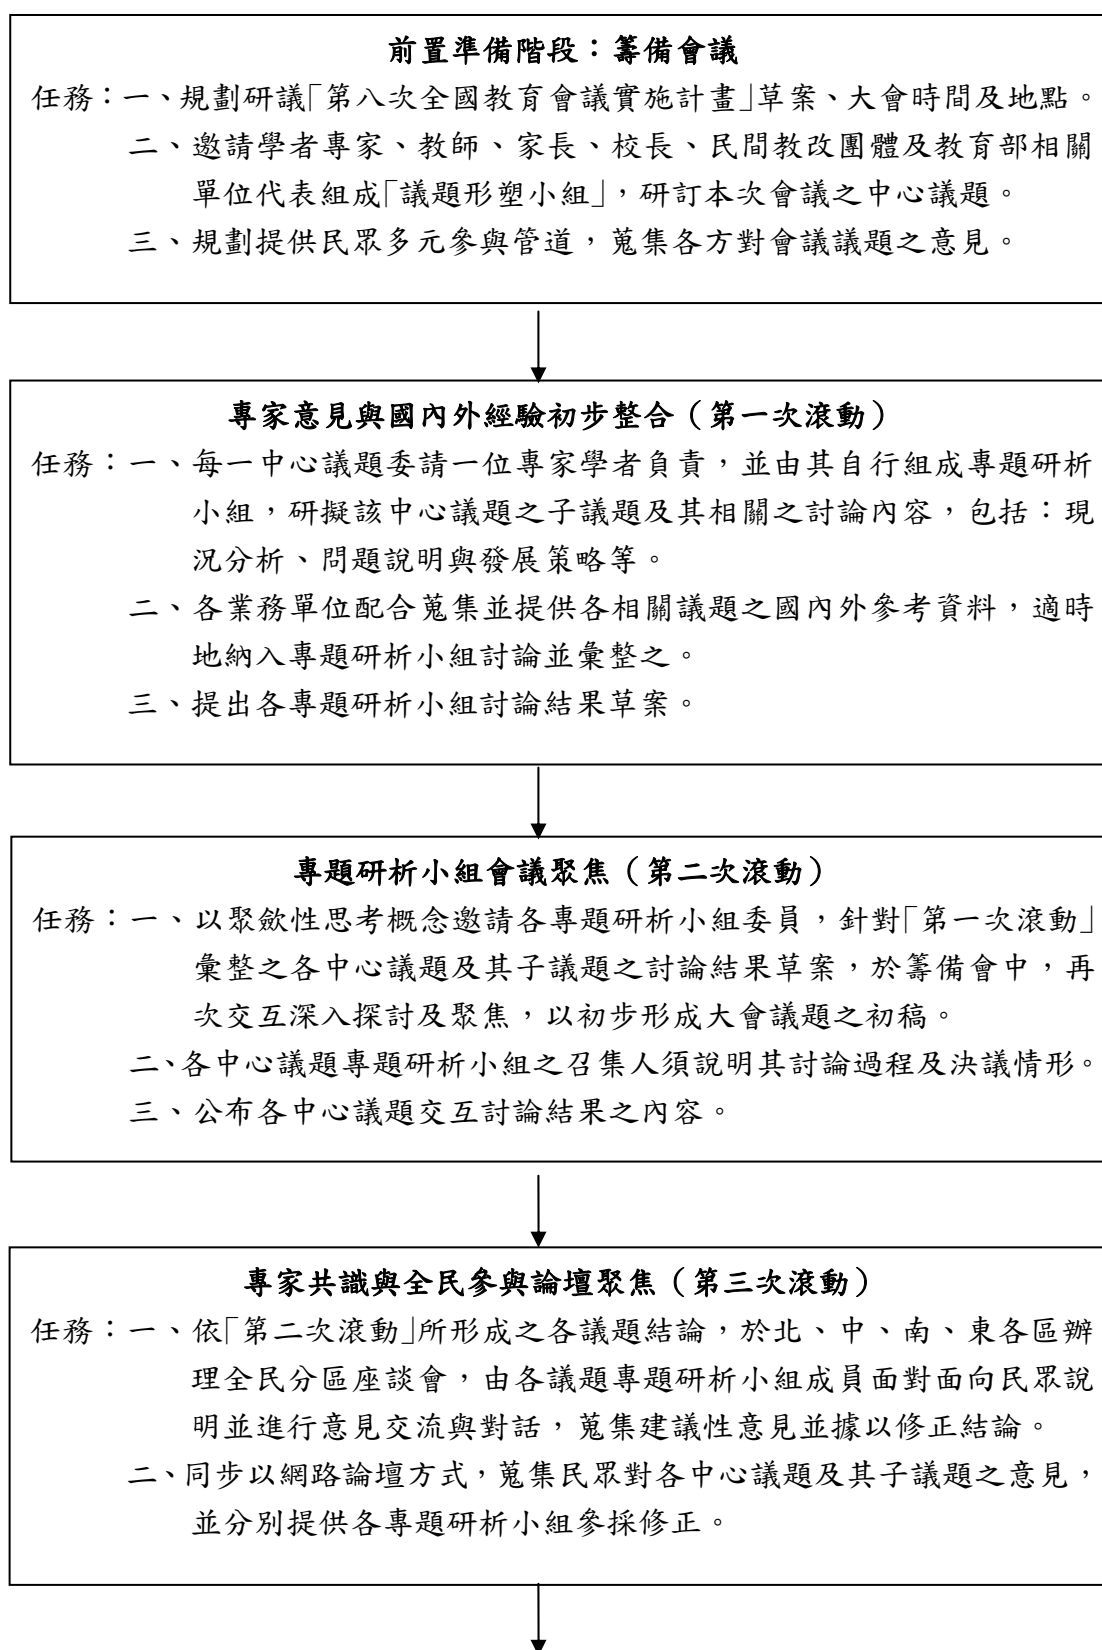 前置準備階段：籌備會議
任務：一、規劃研議「第八次全國教育會議實施計畫」草案、大會時間及地點。
二、邀請學者專家、教師、家長、校長、民間教改團體及教育部相關
單位代表組成「議題形塑小組」，研訂本次會議之中心議題。
三、規劃提供民眾多元參與管道，蒐集各方對會議議題之意見。
專家意見與國內外經驗初步整合（第一次滾動）
任務：一、每一中心議題委請一位專家學者負責，並由其自行組成專題研析
小組，研擬該中心議題之子議題及其相關之討論內容，包括：現
況分析、問題說明與發展策略等。
二、各業務單位配合蒐集並提供各相關議題之國內外參考資料，適時
地納入專題研析小組討論並彙整之。
三、提出各專題研析小組討論結果草案。
專題研析小組會議聚焦（第二次滾動）
任務：一、以聚歛性思考概念邀請各專題研析小組委員，針對「第一次滾動」
彙整之各中心議題及其子議題之討論結果草案，於籌備會中，再
次交互深入探討及聚焦，以初步形成大會議題之初稿。
二、各中心議題專題研析小組之召集人須說明其討論過程及決議情形。
三、公布各中心議題交互討論結果之內容。
專家共識與全民參與論壇聚焦（第三次滾動）
任務：一、依「第二次滾動」所形成之各議題結論，於北、中、南、東各區辦
理全民分區座談會，由各議題專題研析小組成員面對面向民眾說
明並進行意見交流與對話，蒐集建議性意見並據以修正結論。
二、同步以網路論壇方式，蒐集民眾對各中心議題及其子議題之意見，
並分別提供各專題研析小組參採修正。